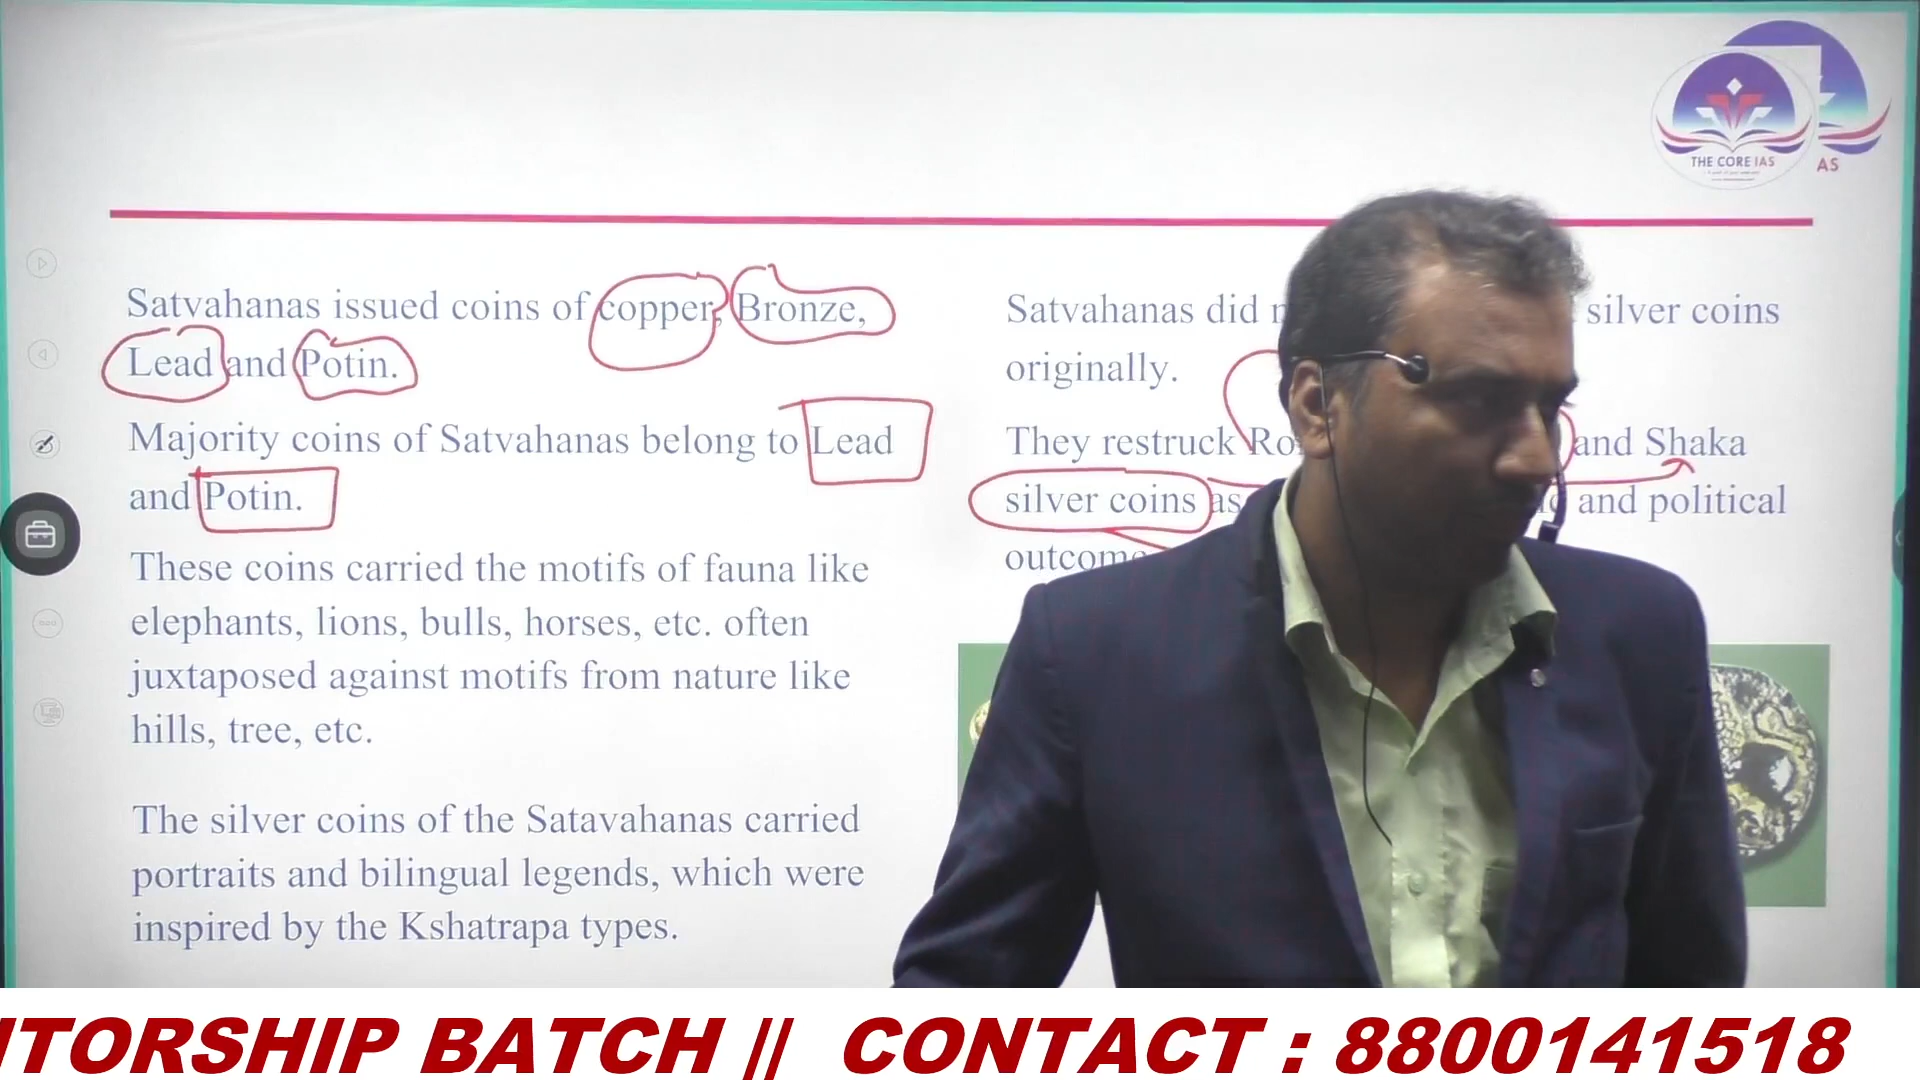 THE CORE IAS
AS
Satvahanas issued coins of copper, Bronze,
Lead and Potin.
Majority coins of Satvahanas belong to Lead
and Potin.
These coins carried the motifs of fauna like
elephants, lions, bulls, horses, etc. often
juxtaposed against motifs from nature like
hills, tree, etc.
The silver coins of the Satavahanas carried
portraits and bilingual legends, which were
inspired by the Kshatrapa types.
Satvahanas did silver coins
originally.
They restruck and Shaka
silver coins as and political
outcome
TORSHIP BATCH || CONTACT : 8800141518